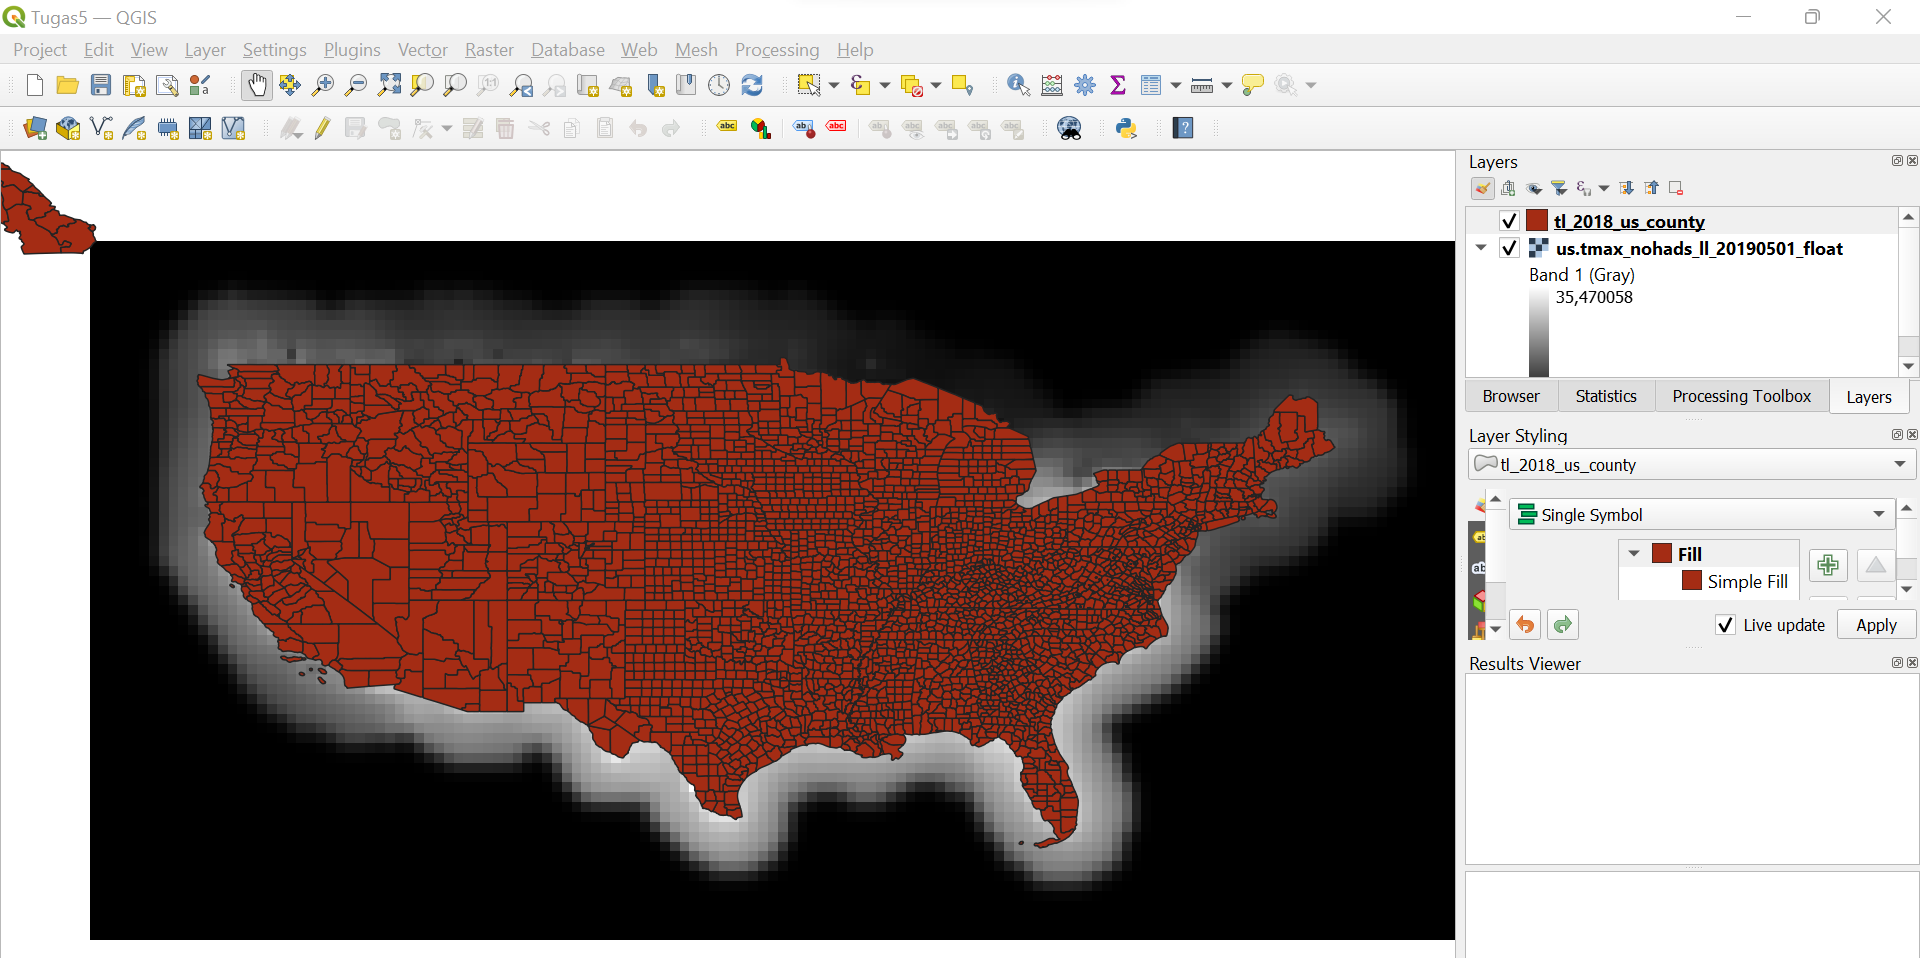 Tugas5 — QGIS
Project Edit View Layer Settings Plugins Vector Raster Database Web Mesh Processing Help
Layers
tl_2018_us_county
us.tmax_nohads_ll_20190501_float
Band 1 (Gray)
35,470058
Browser Statistics Processing Toolbox Layers
Layer Styling
tl_2018_us_county
Single Symbol
Fill
Simple Fill
Live update Apply
Results Viewer